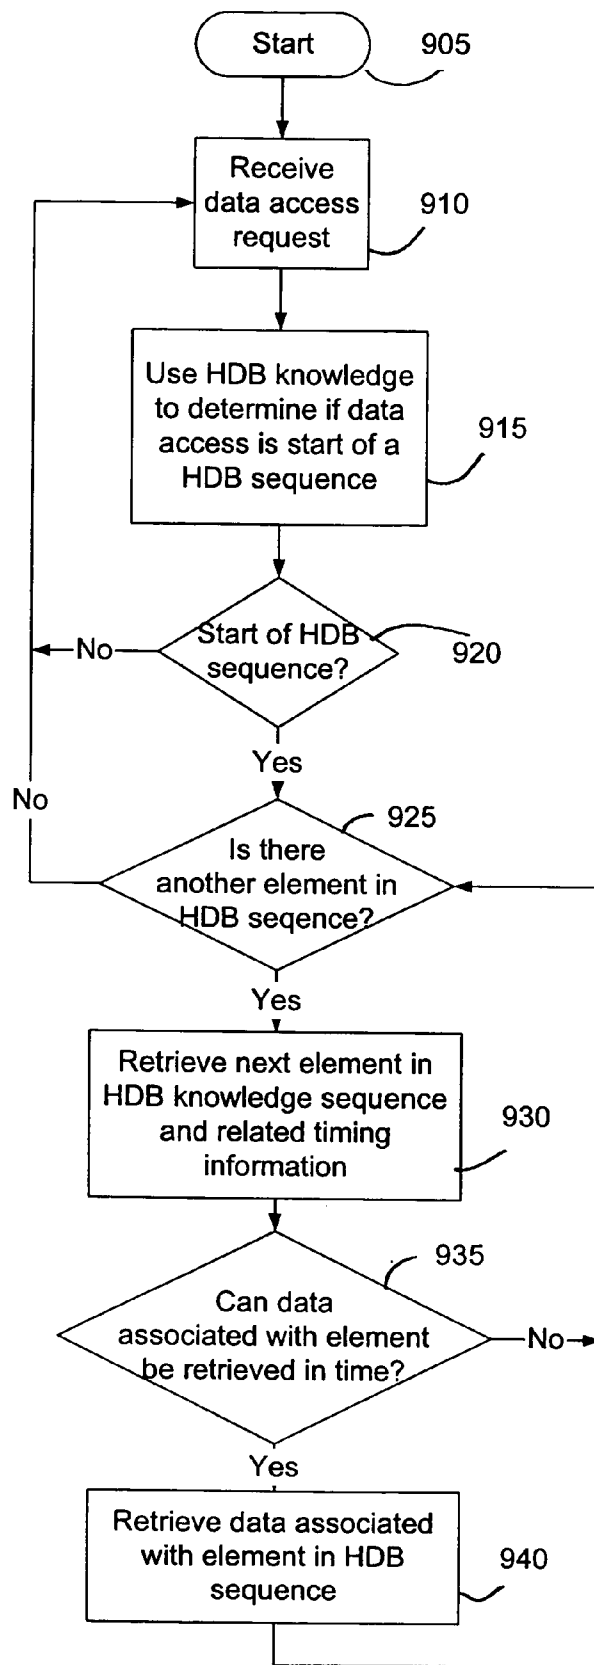 Start
905
Receive
data access
request
910
Use HDB knowledge
to determine if data
access is start of a
HDB sequence
915
Start of HDB
sequence?
920
No
Yes
No
925
Is there
another element in
HDB seqence?
Yes
Retrieve next element in
HDB knowledge sequence
and related timing
information
930
935
Can data
associated with element
be retrieved in time?
No
Yes
Retrieve data associated
with element in HDB
sequence
940